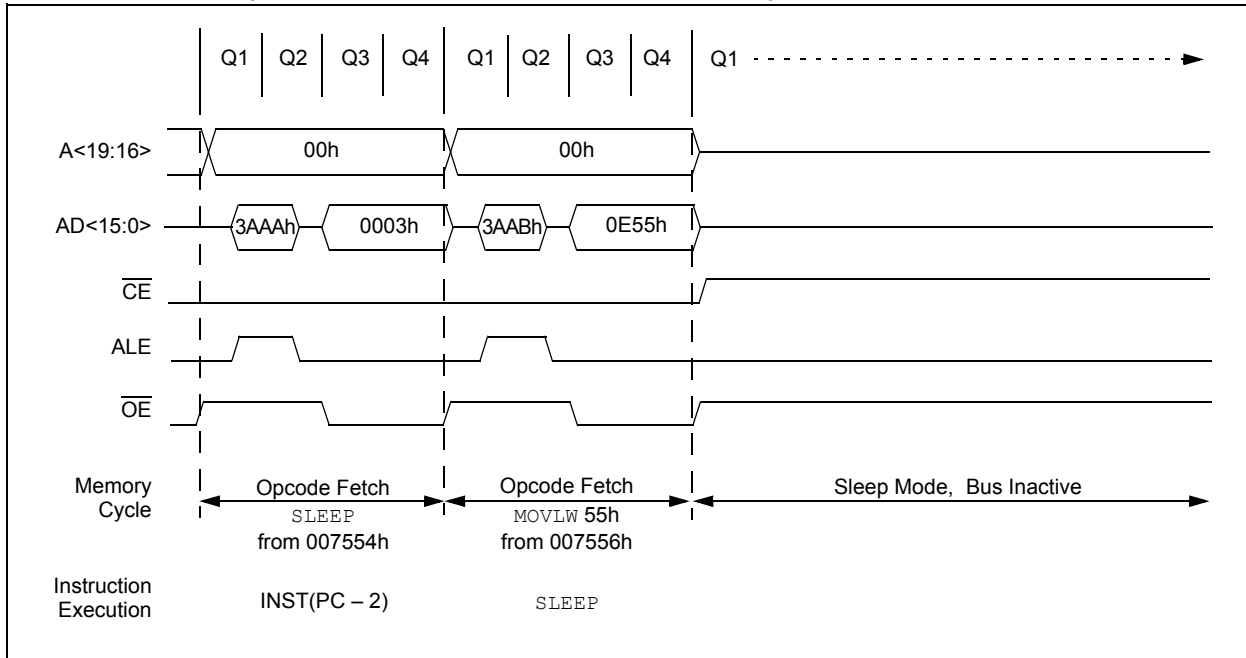 Q1 Q2 Q3 Q4 Q1 Q2 Q3 Q4 Q1
A<19:16> 00h 00h
AD<15:0> 3AAAh 0003h 3AABh 0E55h
CE
ALE
OE
Memory Cycle
Opcode Fetch
SLEEP
from 007554h
Opcode Fetch
MOVLW 55h
from 007556h
Sleep Mode, Bus Inactive
Instruction Execution
INST(PC – 2)
SLEEP